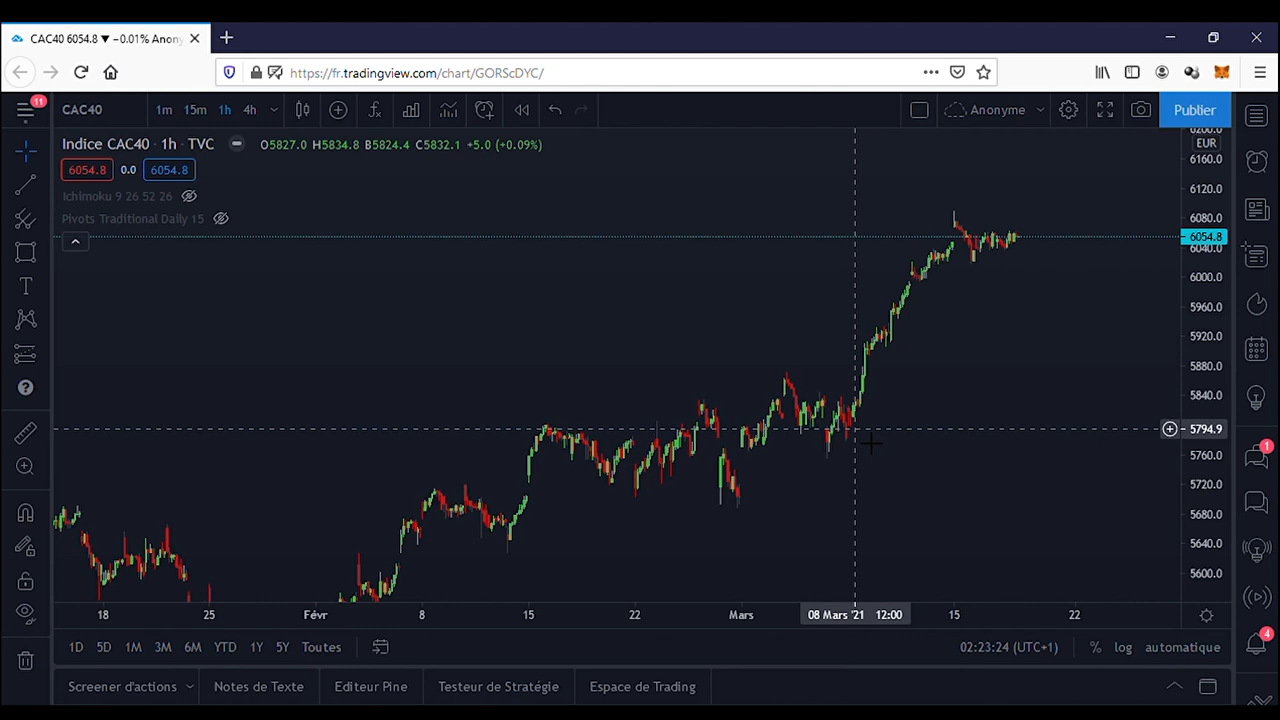 CAC40 6054.8 ▼ −0.01% Anony
https://fr.tradingview.com/chart/GORScDYC/
11
CAC40 1m 15m 1h 4h Anonyme Publier
Indice CAC40 · 1h · TVC O5827.0 H5834.8 B5824.4 C5832.1 +5.0 (+0.09%)
6054.8 0.0 6054.8
Ichimoku 9 26 52 26
Pivots Traditional Daily 15
6200.0
EUR
6160.0
6120.0
6080.0
6054.8
6040.0
6000.0
5960.0
5920.0
5880.0
5840.0
5794.9
5760.0
5720.0
5680.0
5640.0
5600.0
1
4
18 25 Févr 8 15 22 Mars 08 Mars '21 12:00 15 22
1D 5D 1M 3M 6M YTD 1Y 5Y Toutes 02:23:24 (UTC+1) % log automatique
Screener d'actions Notes de Texte Editeur Pine Testeur de Stratégie Espace de Trading